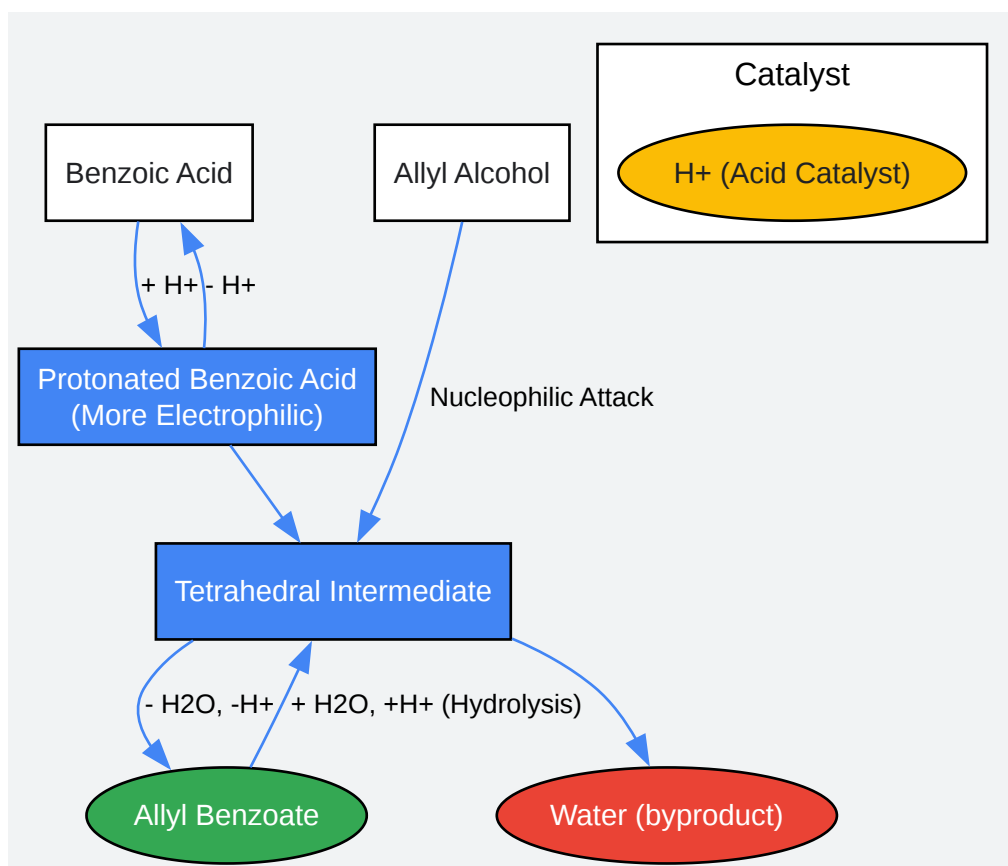 Catalyst
Benzoic Acid
Allyl Alcohol
H+ (Acid Catalyst)
+ H+
- H+
Protonated Benzoic Acid
(More Electrophilic)
Nucleophilic Attack
Tetrahedral Intermediate
- H2O, -H+
+ H2O, +H+ (Hydrolysis)
Allyl Benzoate
Water (byproduct)